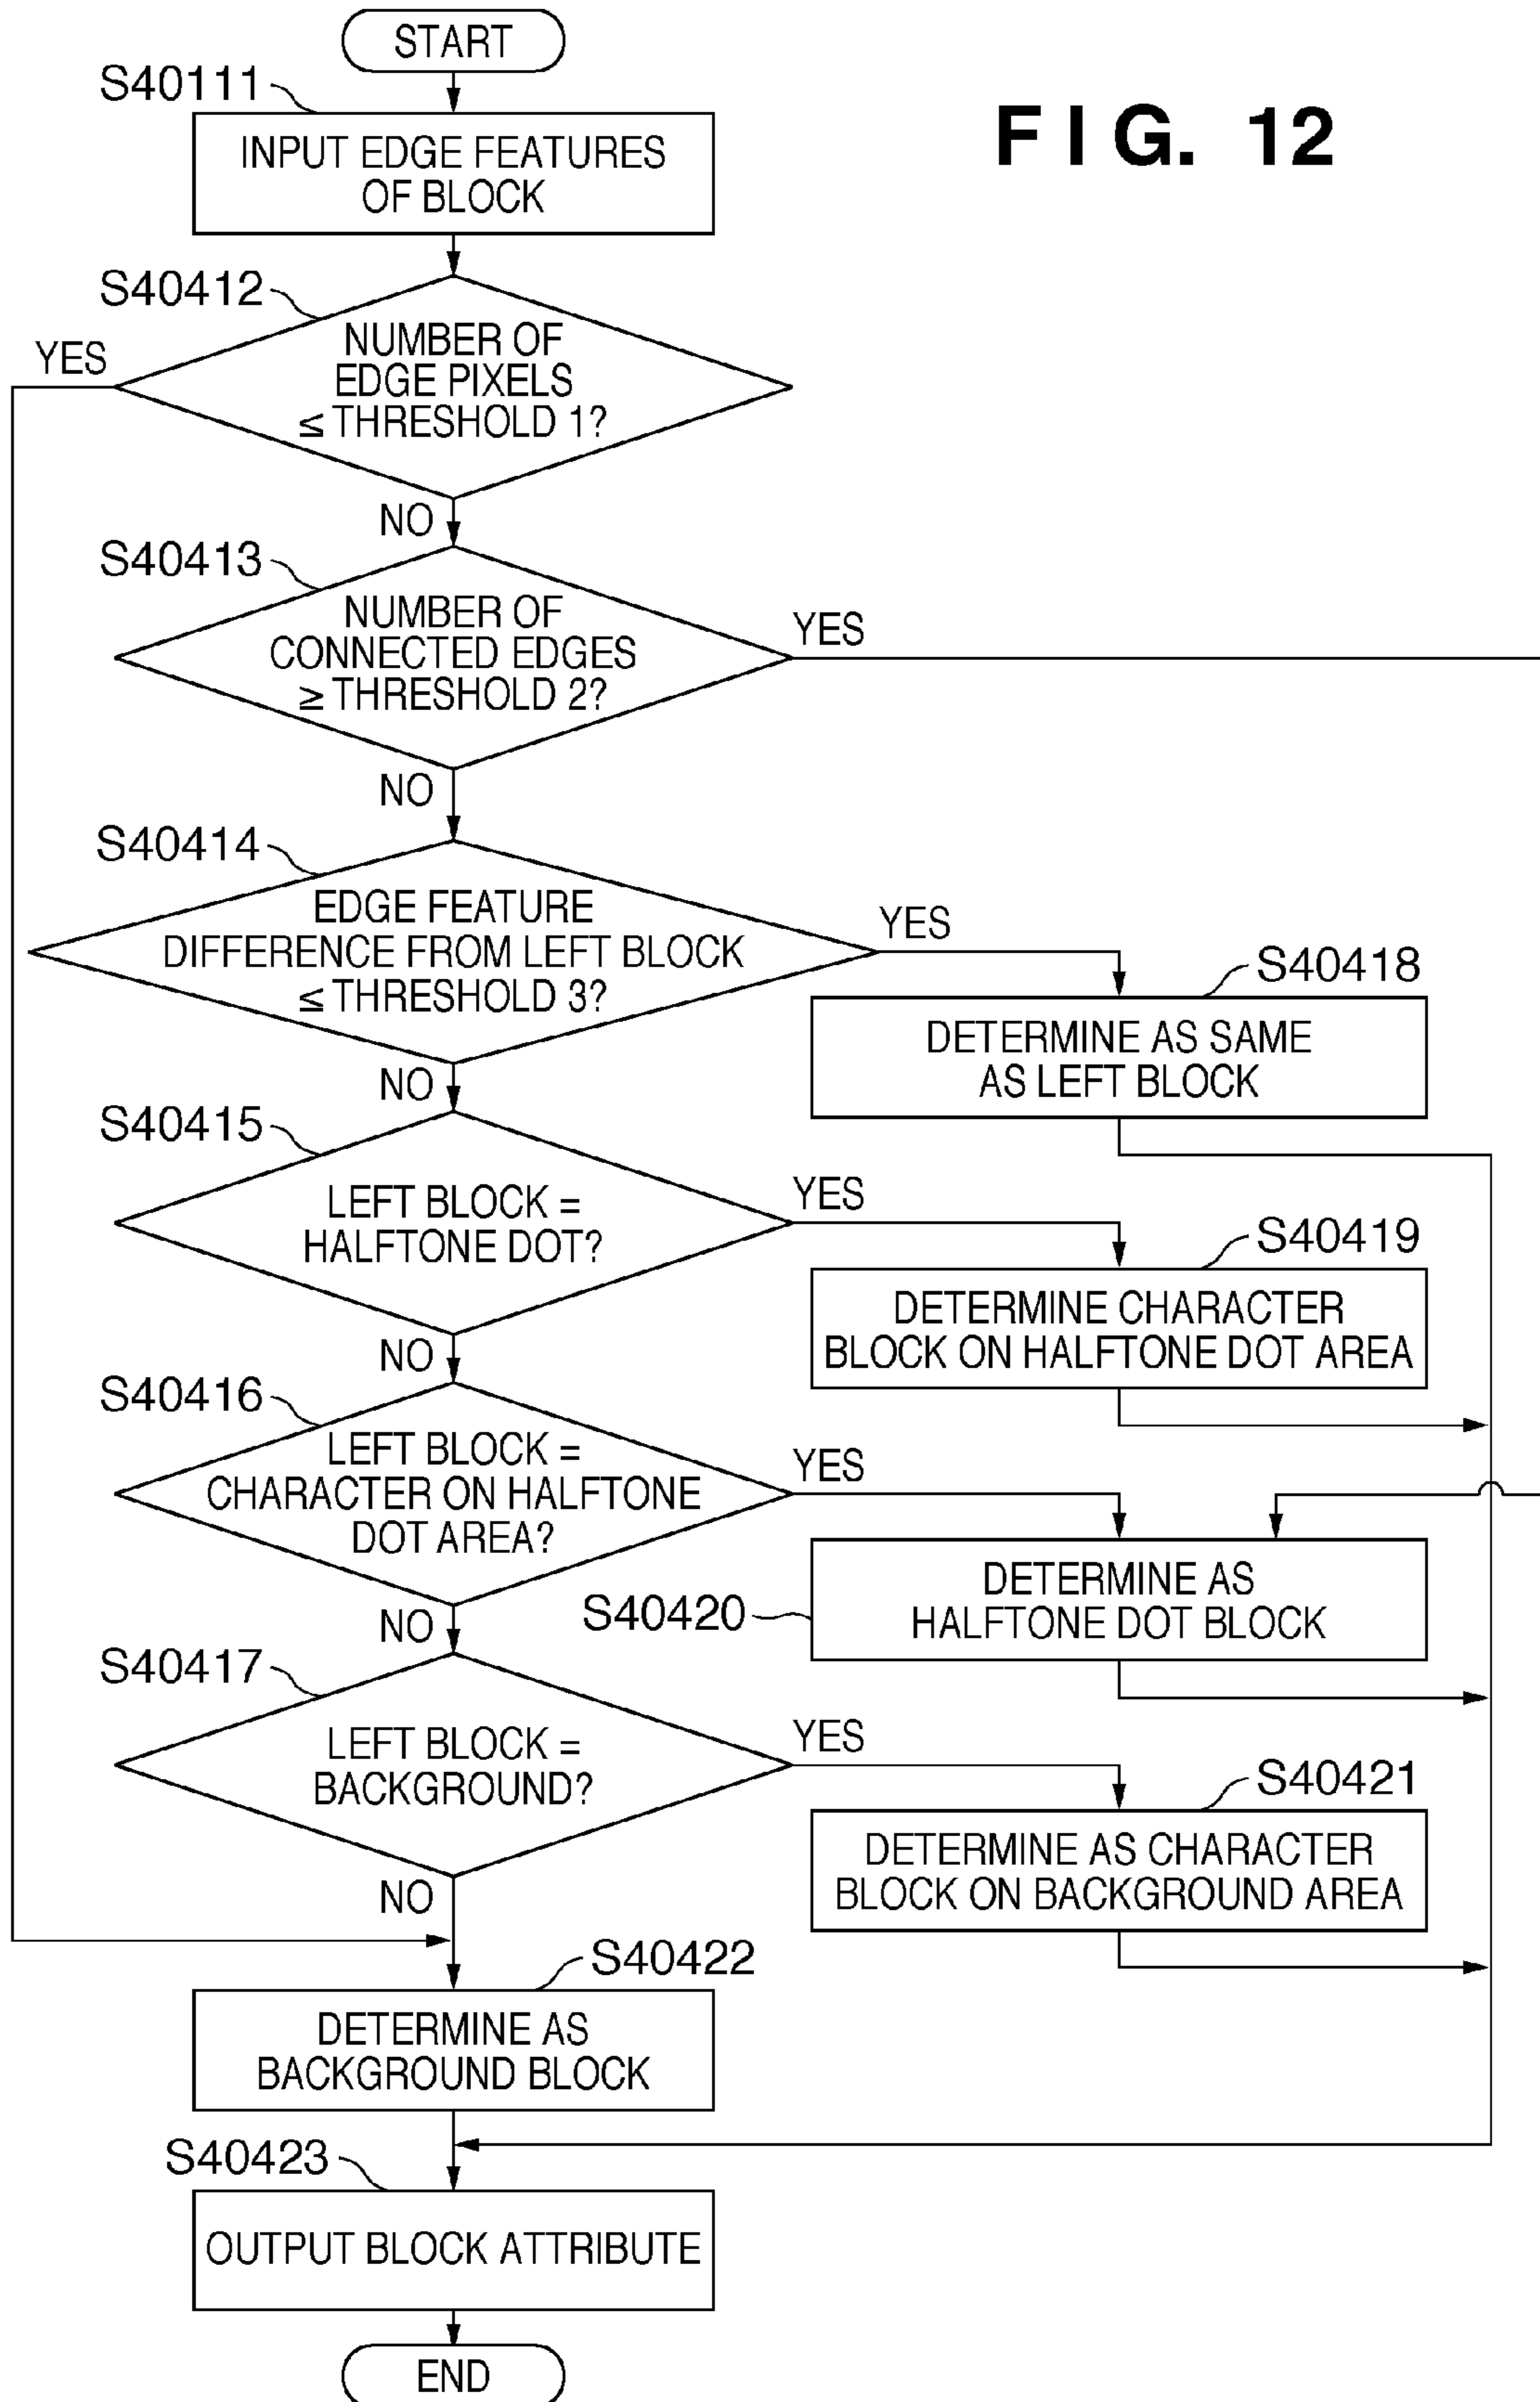 START
FIG. 12
S40111
INPUT EDGE FEATURES
OF BLOCK
S40412
YES
NUMBER OF
EDGE PIXELS
≤ THRESHOLD 1?
NO
S40413
NUMBER OF
CONNECTED EDGES
≥ THRESHOLD 2?
YES
NO
S40414
EDGE FEATURE
DIFFERENCE FROM LEFT BLOCK
≤ THRESHOLD 3?
YES
S40418
DETERMINE AS SAME
AS LEFT BLOCK
NO
S40415
LEFT BLOCK =
HALFTONE DOT?
YES
S40419
DETERMINE CHARACTER
BLOCK ON HALFTONE DOT AREA
NO
S40416
LEFT BLOCK =
CHARACTER ON HALFTONE
DOT AREA?
YES
S40420
DETERMINE AS
HALFTONE DOT BLOCK
NO
S40417
LEFT BLOCK =
BACKGROUND?
YES
S40421
DETERMINE AS CHARACTER
BLOCK ON BACKGROUND AREA
NO
S40422
DETERMINE AS
BACKGROUND BLOCK
S40423
OUTPUT BLOCK ATTRIBUTE
END